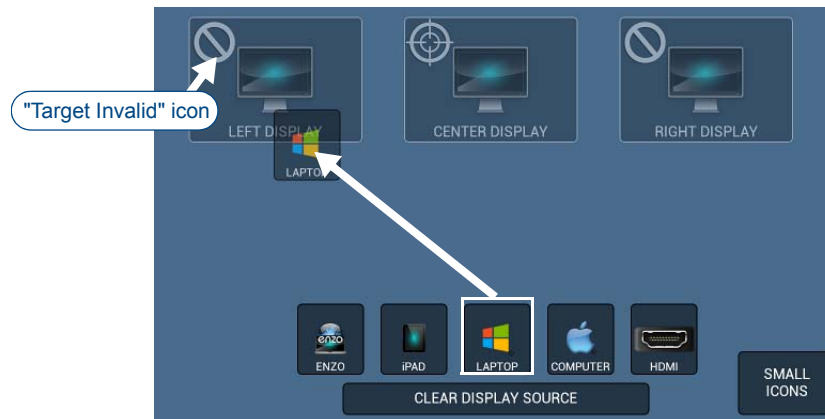 "Target Invalid" icon
LEFT DISPLAY
CENTER DISPLAY
RIGHT DISPLAY
LAPTOP
enzo
ENZO
iPAD
LAPTOP
COMPUTER
HDMI
CLEAR DISPLAY SOURCE
SMALL
ICONS